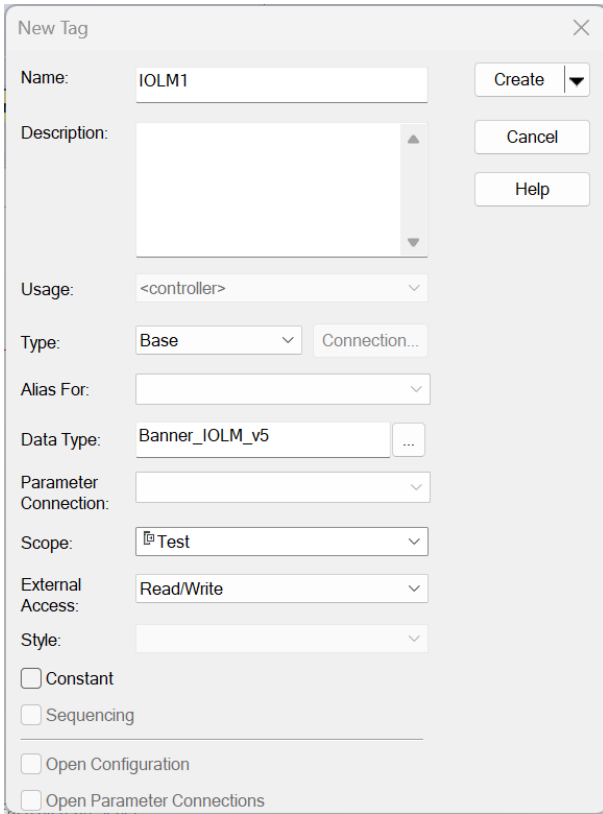 New Tag
Name: IOLM1 Create
Description: Cancel
Help
Usage: <controller>
Type: Base Connection...
Alias For:
Data Type: Banner_IOLM_v5 ...
Parameter
Connection:
Scope: Test
External
Access: Read/Write
Style:
Constant
Sequencing
Open Configuration
Open Parameter Connections